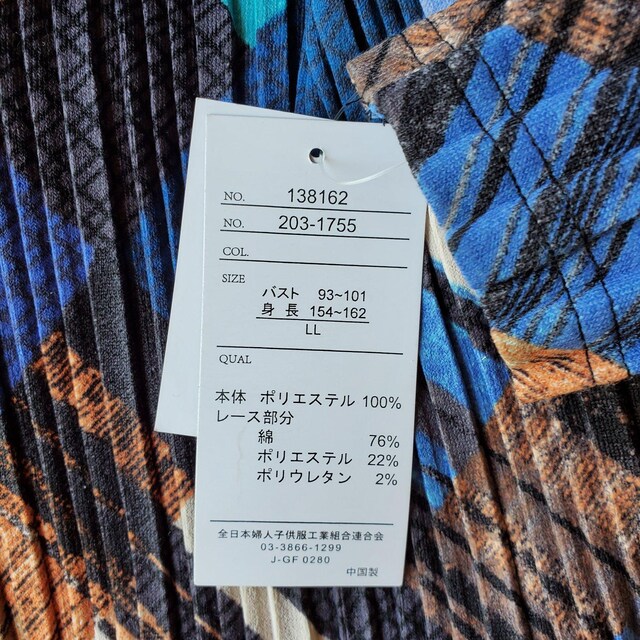 NO. 138162
NO. 203-1755
COL.
SIZE
バスト 93~101
身長 154~162
LL
QUAL
本体 ポリエステル 100%
レース部分
綿 76%
ポリエステル 22%
ポリウレタン 2%
全日本婦人子供服工業組合連合会
03-3866-1299
J-GF 0280
中国製